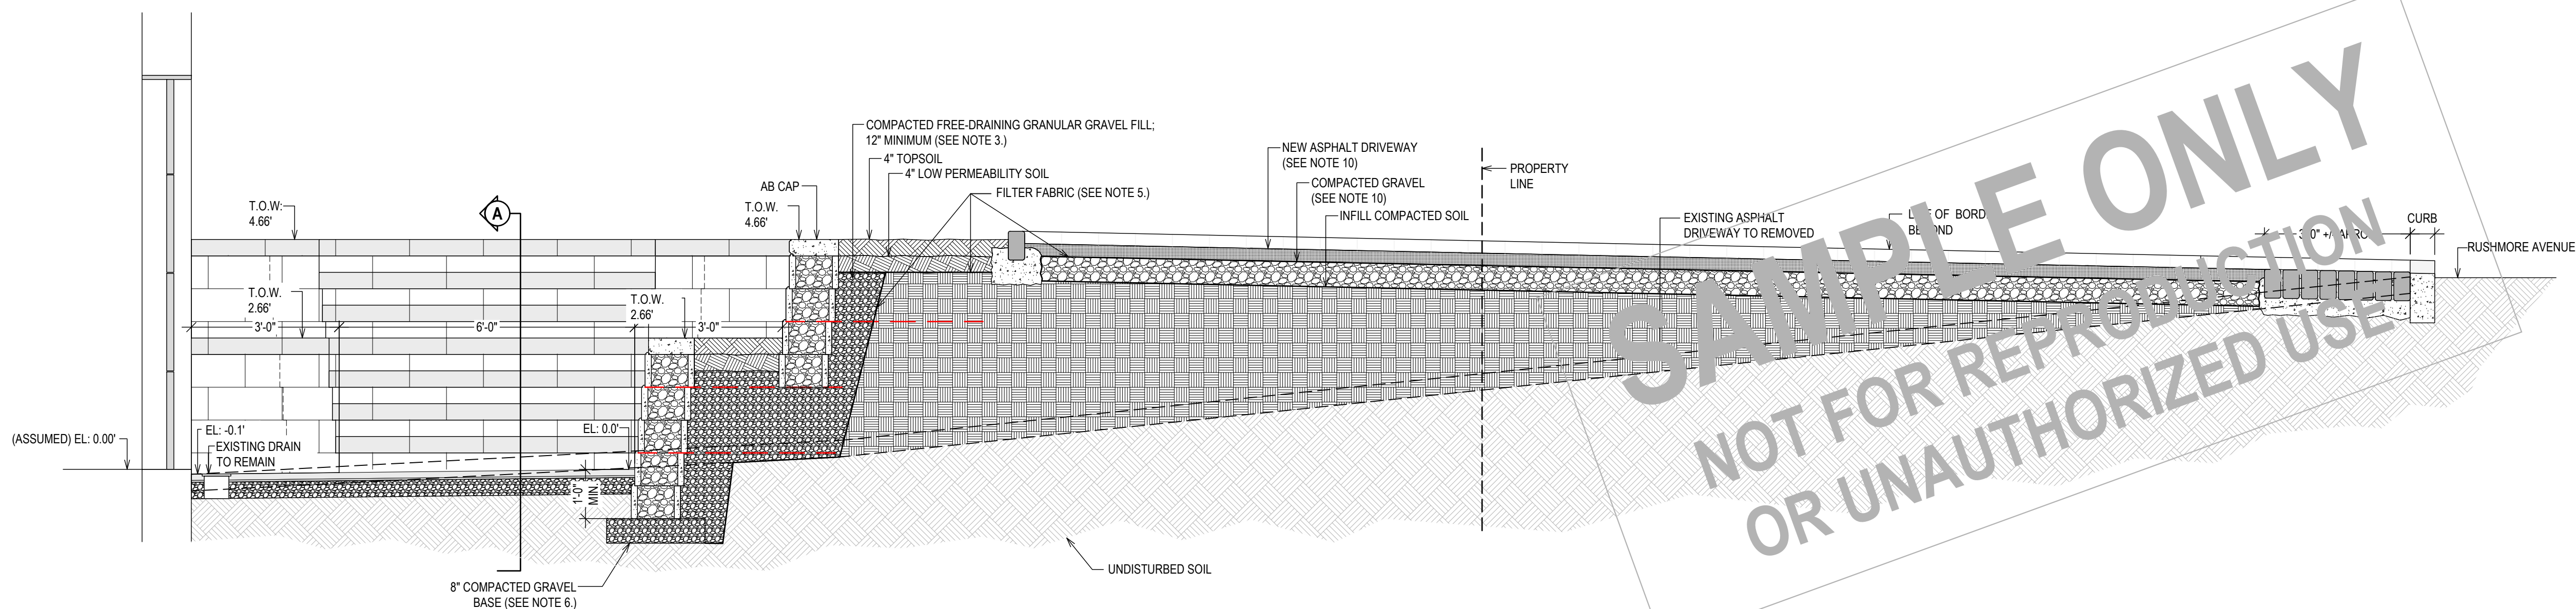 COMPACTED FREE-DRAINING GRANULAR GRAVEL FILL;
12" MINIMUM (SEE NOTE 3.)
4" TOPSOIL
4" LOW PERMEABILITY SOIL
FILTER FABRIC (SEE NOTE 5.)
AB CAP
T.O.W.
4.66'
T.O.W:
4.66'
A
T.O.W.
2.66'
T.O.W.
2.66'
3'-0"
6'-0"
3'-0"
NEW ASPHALT DRIVEWAY
(SEE NOTE 10)
COMPACTED GRAVEL
(SEE NOTE 10)
INFILL COMPACTED SOIL
PROPERTY
LINE
EXISTING ASPHALT
DRIVEWAY TO REMOVED
OF
CURB
RUSHMORE AVENUE
(ASSUMED) EL: 0.00'
EL: -0.1'
EXISTING DRAIN
TO REMAIN
EL: 0.0'
1'-0"
MIN.
8" COMPACTED GRAVEL
BASE (SEE NOTE 6.)
UNDISTURBED SOIL
SAMPLE ONLY
NOT FOR REPRODUCTION
OR UNAUTHORIZED USE